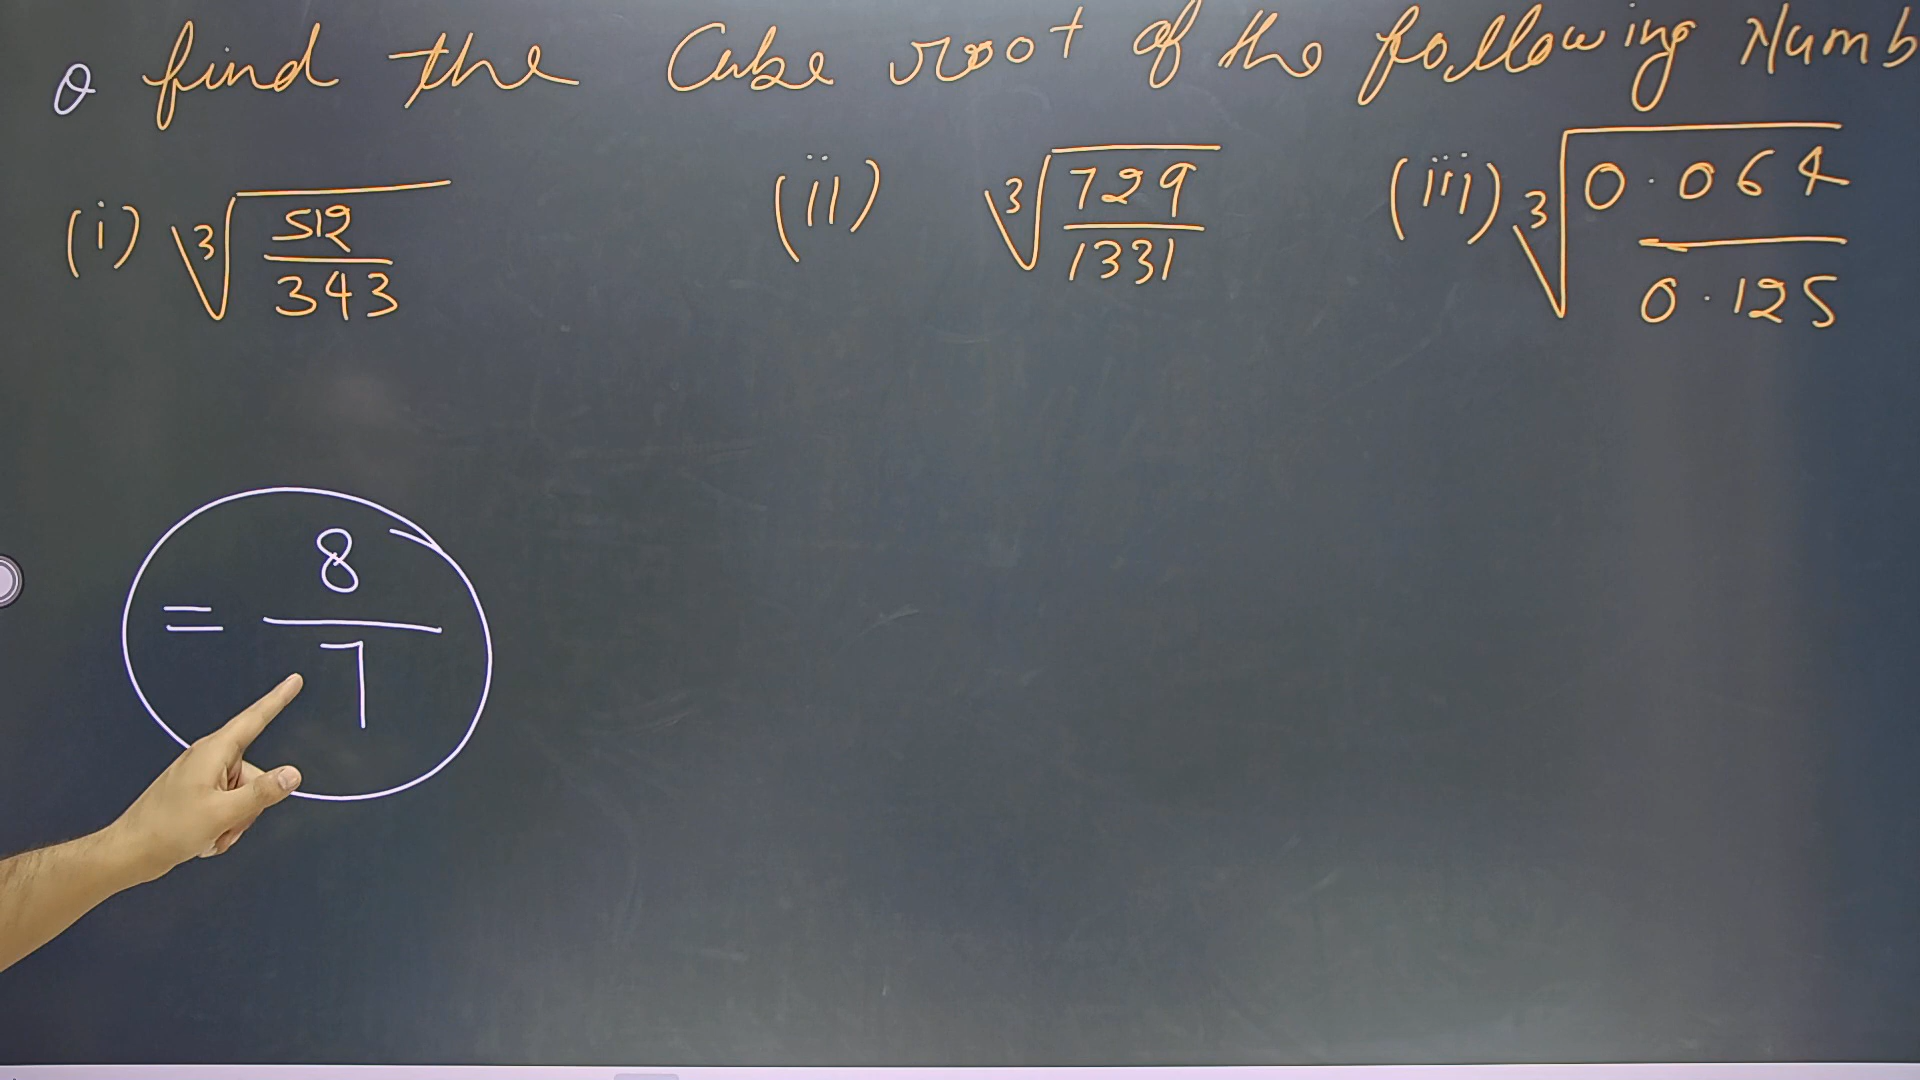 Q find the Cube root of the following Numb
(i) ∛(512/343) (ii) ∛(729/1331) (iii) ∛(0.064/0.125)
= 8/7